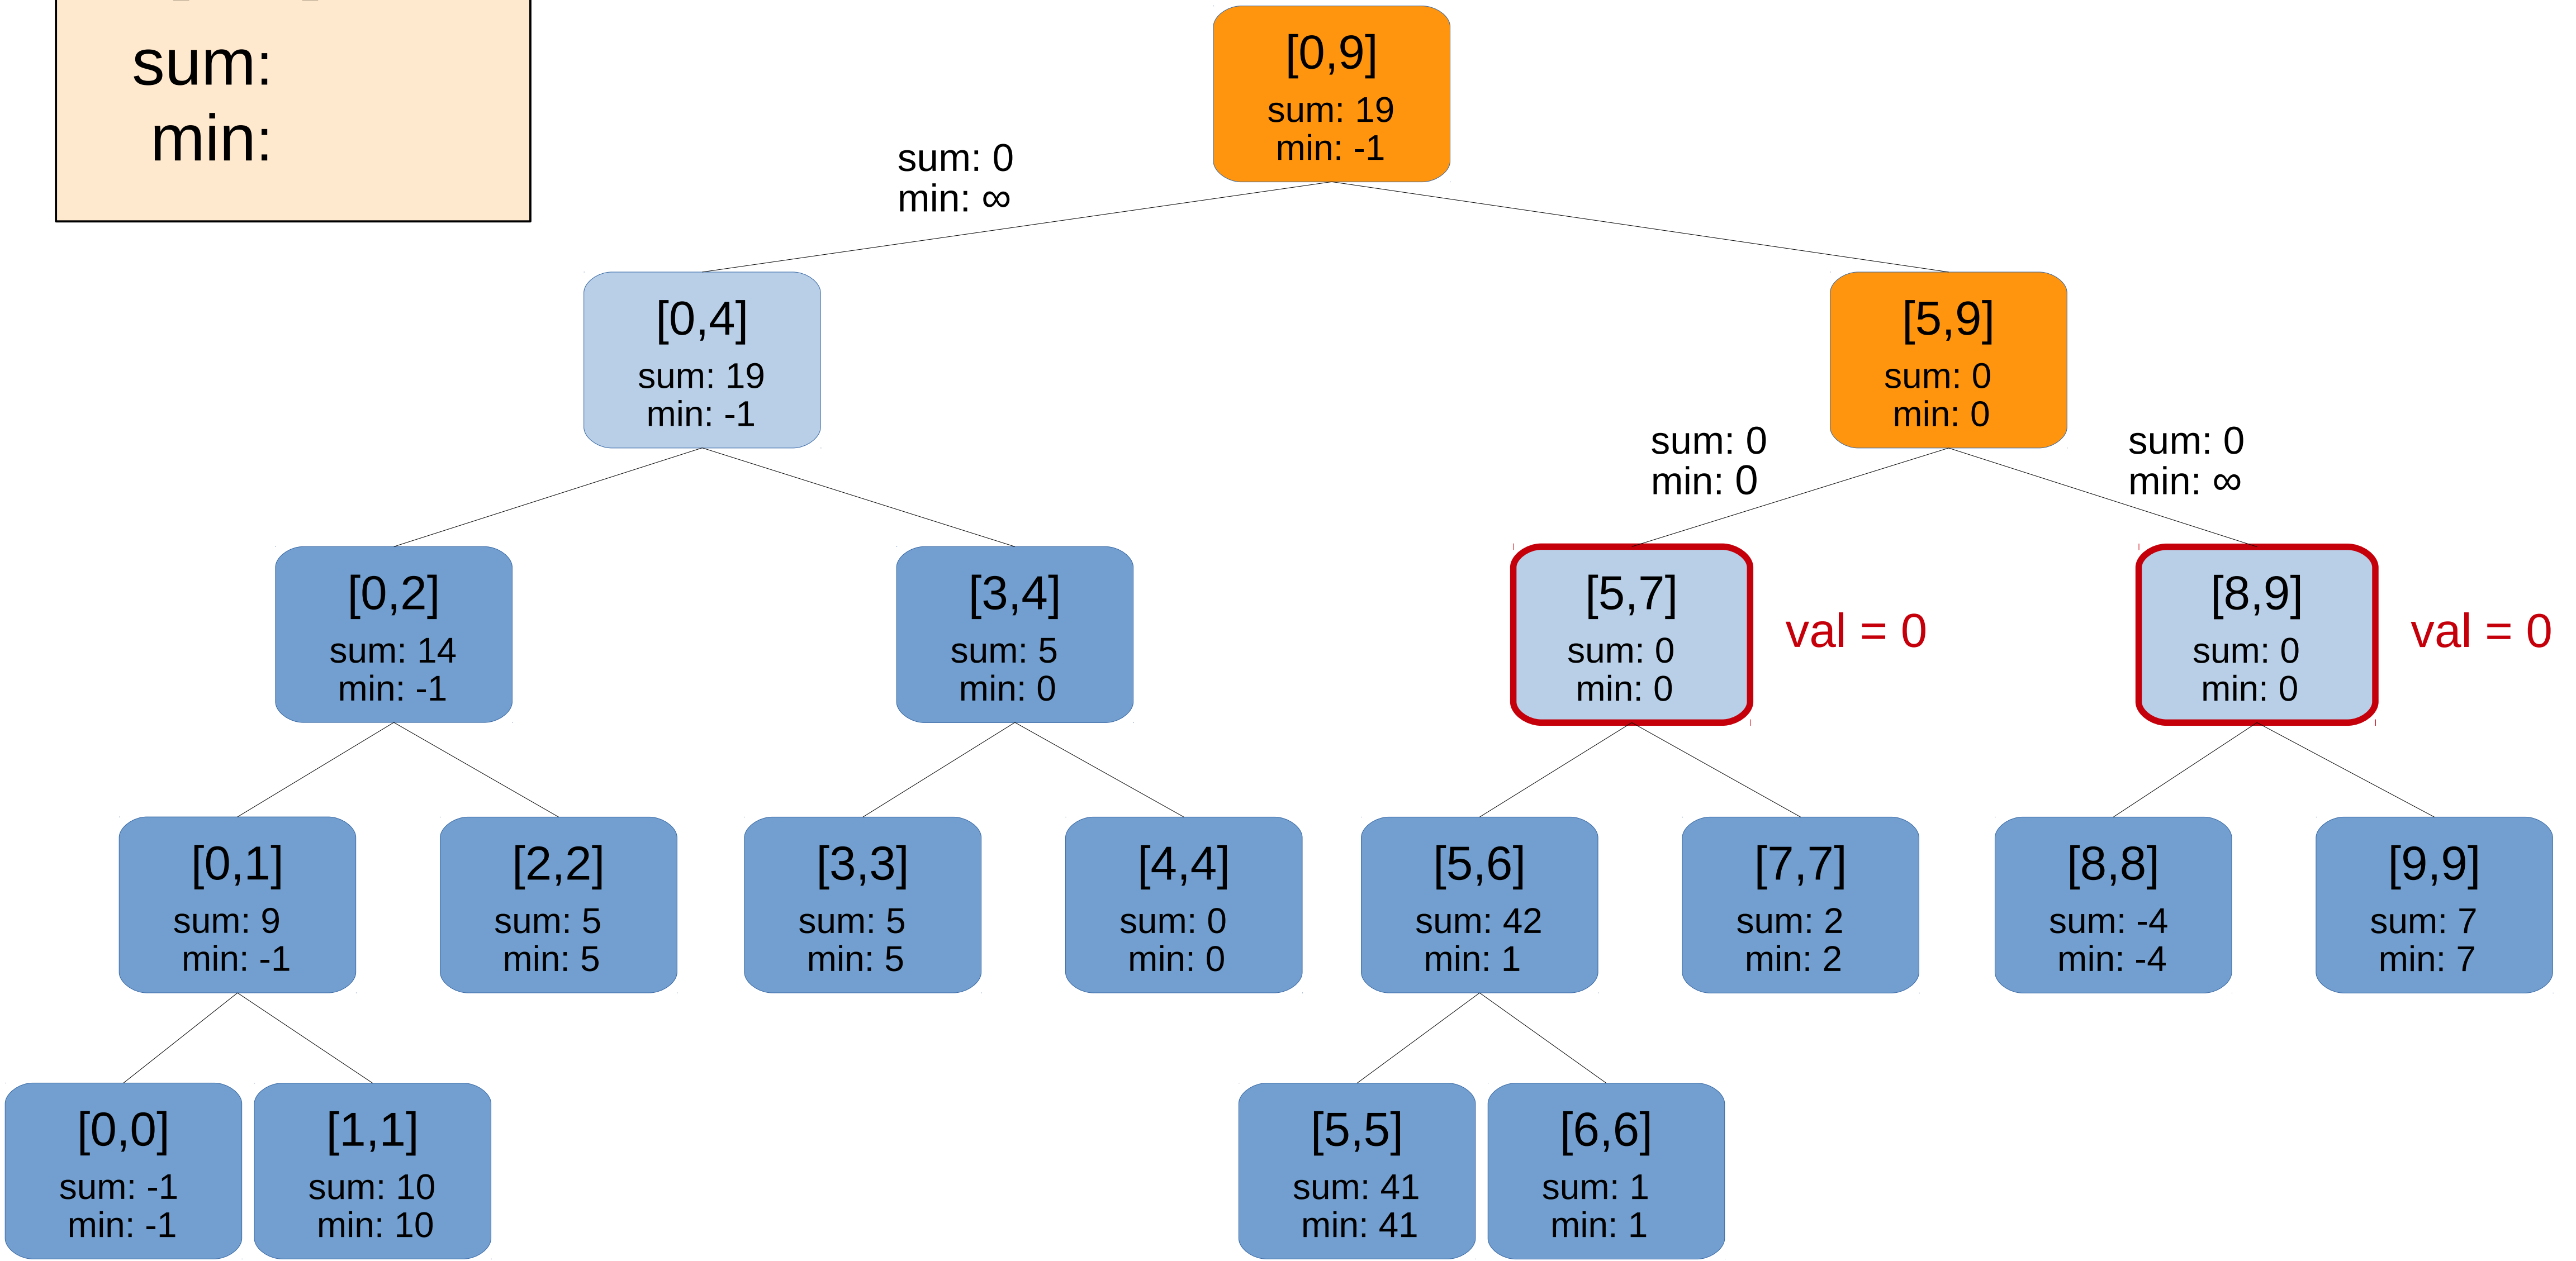 sum:
min:
[0,9]
sum: 19
min: -1
sum: 0
min: ∞
[0,4]
sum: 19
min: -1
[5,9]
sum: 0
min: 0
sum: 0
min: 0
sum: 0
min: ∞
[0,2]
sum: 14
min: -1
[3,4]
sum: 5
min: 0
[5,7]
sum: 0
min: 0
val = 0
[8,9]
sum: 0
min: 0
val = 0
[0,1]
sum: 9
min: -1
[2,2]
sum: 5
min: 5
[3,3]
sum: 5
min: 5
[4,4]
sum: 0
min: 0
[5,6]
sum: 42
min: 1
[7,7]
sum: 2
min: 2
[8,8]
sum: -4
min: -4
[9,9]
sum: 7
min: 7
[0,0]
sum: -1
min: -1
[1,1]
sum: 10
min: 10
[5,5]
sum: 41
min: 41
[6,6]
sum: 1
min: 1